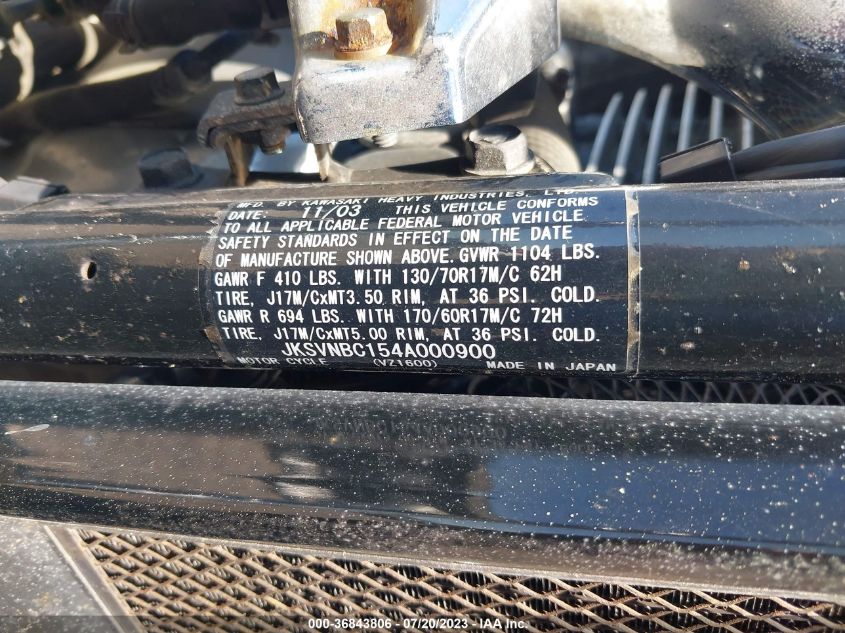 MFD. BY KAWASAKI HEAVY INDUSTRIES, LTD.
DATE: 11/03 THIS VEHICLE CONFORMS
TO ALL APPLICABLE FEDERAL MOTOR VEHICLE
SAFETY STANDARDS IN EFFECT ON THE DATE
OF MANUFACTURE SHOWN ABOVE. GVWR 1104 LBS.
GAWR F 410 LBS. WITH 130/70R17M/C 62H
TIRE, J17M/CxMT3.50 RIM, AT 36 PSI. COLD.
GAWR R 694 LBS. WITH 170/60R17M/C 72H
TIRE, J17M/CxMT5.00 RIM, AT 36 PSI. COLD.
JKSVNBC154A000900
MOTOR CYCLE (VZ1600) MADE IN JAPAN
000-36843806 - 07/20/2023 - IAA Inc.